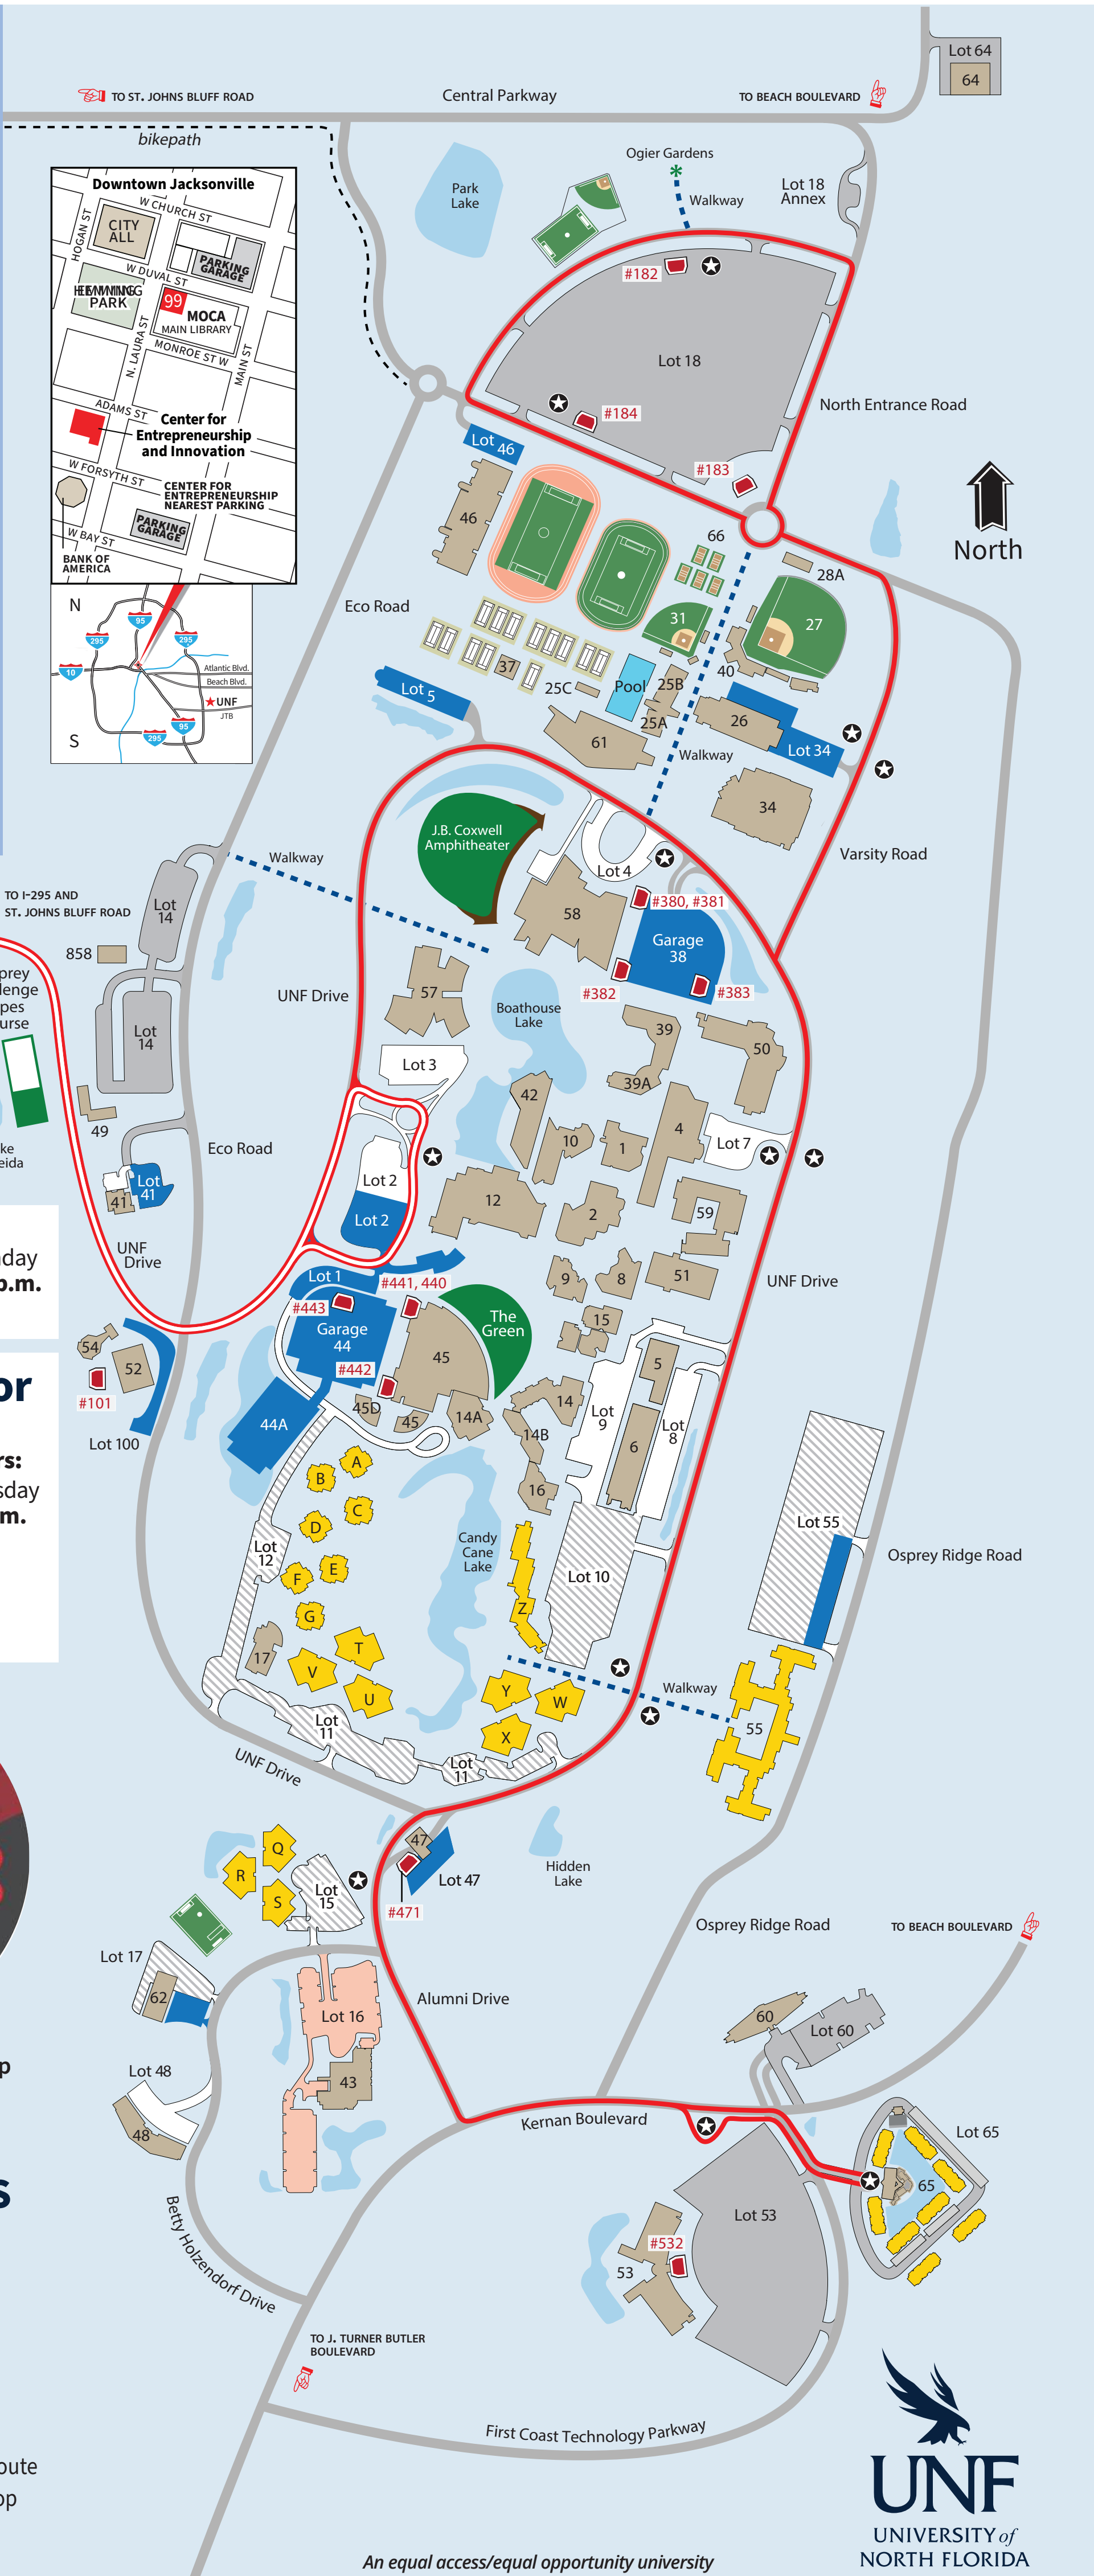 Lot 64
64
TO ST. JOHNS BLUFF ROAD
Central Parkway
TO BEACH BOULEVARD
bikepath
Ogier Gardens
*
Walkway
Park
Lake
Lot 18
Annex
Downtown Jacksonville
W CHURCH ST
HOGAN ST
CITY
ALL
PARKING
GARAGE
W DUVAL ST
PARK
99
MOCA
MAIN LIBRARY
N. LAURA ST
MONROE ST W
MAIN ST
ADAMS ST
Center for
Entrepreneurship
and Innovation
W FORSYTH ST
CENTER FOR
ENTREPRENEURSHIP
NEAREST PARKING
PARKING
GARAGE
W BAY ST
BANK OF
AMERICA
N
95
295
295
10
Atlantic Blvd.
Beach Blvd.
UNF
JTB
95
295
S
#182
Lot 18
#184
North Entrance Road
#183
Lot 46
46
North
66
28A
Eco Road
31
27
37
40
Lot 5
25C
Pool
25B
25A
26
Lot 34
61
Walkway
34
J.B. Coxwell
Amphitheater
Lot 4
Varsity Road
Walkway
TO I-295 AND
ST. JOHNS BLUFF ROAD
Lot
14
58
#380, #381
Garage
38
858
prey
lenge
pes
urse
#382
#383
UNF Drive
57
Boathouse
Lake
Lot
14
39
50
Lot 3
39A
42
49
4
Lot 7
10
1
ke
eida
Eco Road
Lot 2
Lot
41
41
12
59
Lot 2
2
UNF
Drive
day
p.m.
9
8
51
UNF Drive
Lot 1
#441, 440
#443
The
Green
Garage
44
15
54
52
45
5
#442
#101
or
45D
45
14A
14
Lot
9
Lot
8
44A
14B
6
Lot 100
rs:
sday
m.
A
B
16
C
D
Lot 55
Candy
Cane
Lake
Lot
12
Osprey Ridge Road
E
F
Lot 10
G
Z
17
T
V
U
Y
W
Walkway
X
55
Lot
11
Lot
11
UNF Drive
47
Q
R
S
Lot
15
Hidden
Lake
Lot 47
#471
Osprey Ridge Road
TO BEACH BOULEVARD
Lot 17
62
Alumni Drive
Lot 16
60
Lot 60
p
Lot 48
43
48
Kernan Boulevard
Lot 65
65
s
Betty Holzendorf Drive
Lot 53
#532
53
TO J. TURNER BUTLER
BOULEVARD
First Coast Technology Parkway
oute
op
UNF
UNIVERSITY of
NORTH FLORIDA
An equal access/equal opportunity university